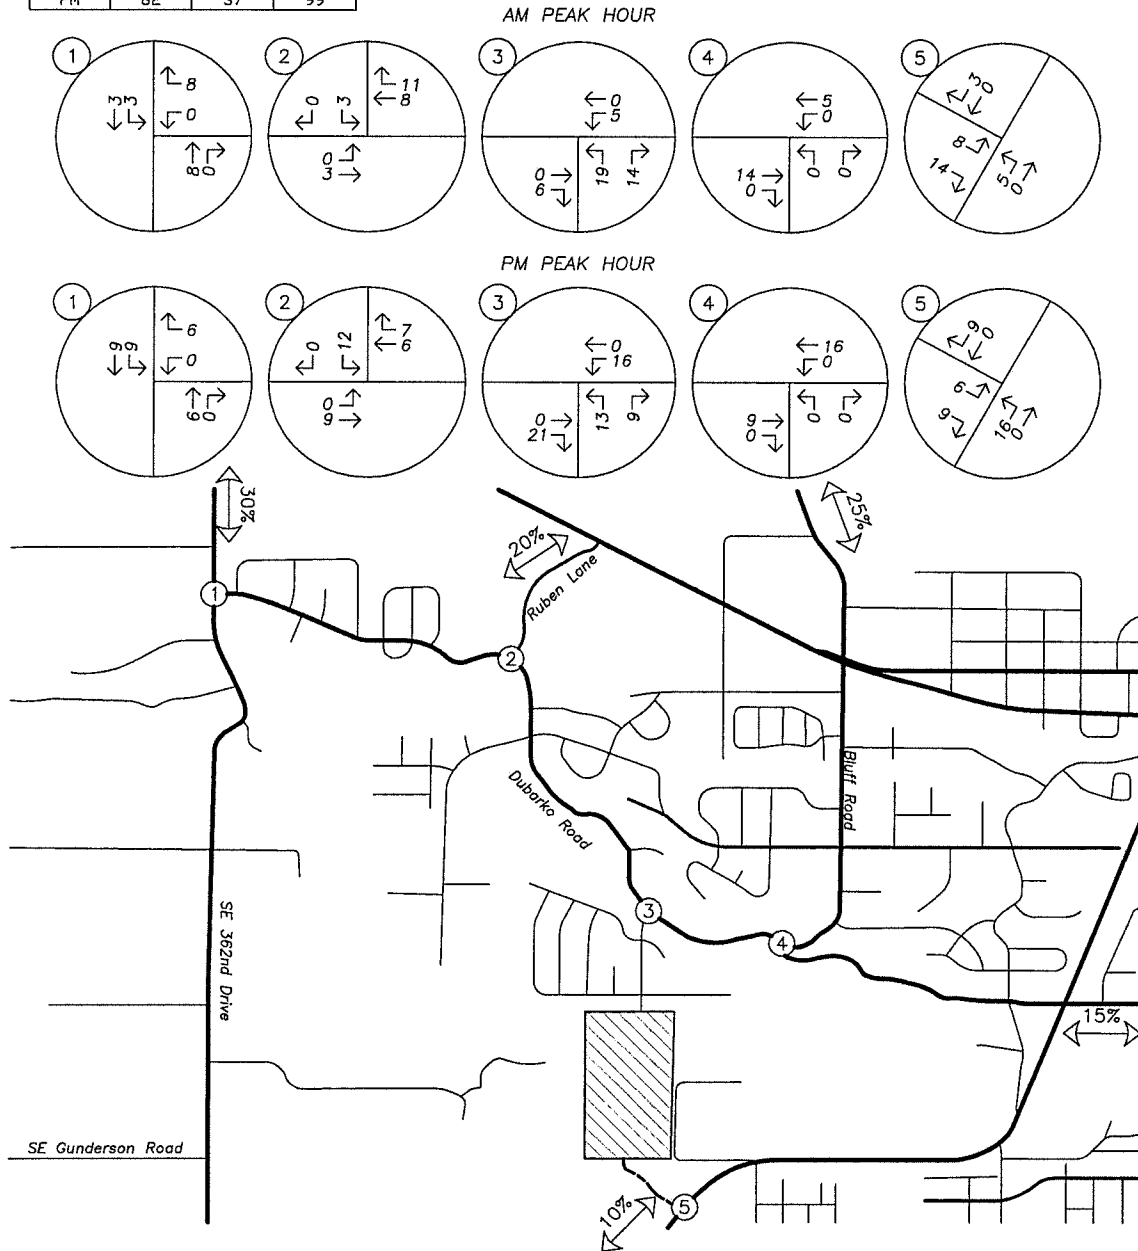 PM 62 37 99
AM PEAK HOUR
1 2 3 4 5
3 3 8 0 8 0
0 3 11 8 0 3
0 5 0 6 19 14
5 0 14 0 0 0
3 0 8 14 5 0
PM PEAK HOUR
1 2 3 4 5
9 9 6 0 6 0
0 12 7 6 0 9
0 16 0 21 13 9
16 0 9 0 0 0
9 0 6 9 16 0
30%
20%
25%
Ruben Lane
1
2
Bluff Road
Dubarko Road
3
4
SE 362nd Drive
15%
SE Gunderson Road
10%
5